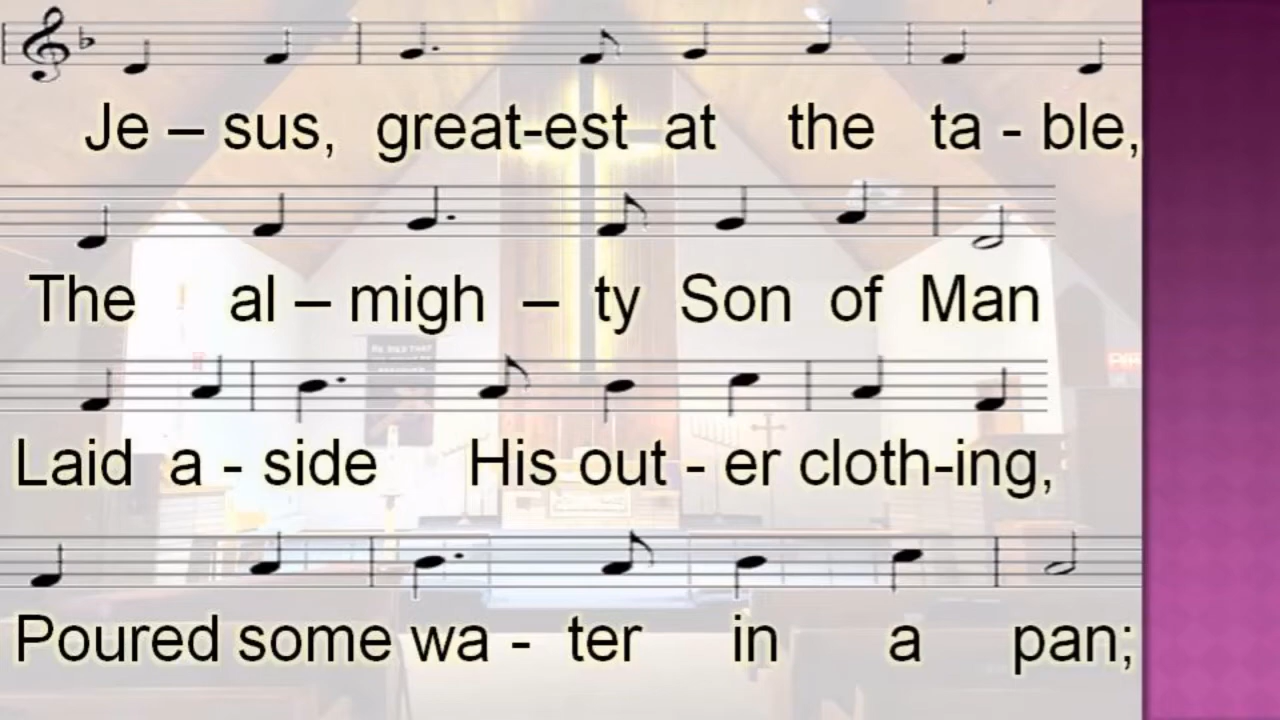 Je – sus, great-est at the ta - ble,
The al – migh – ty Son of Man
Laid a - side His out - er cloth-ing,
Poured some wa - ter in a pan;